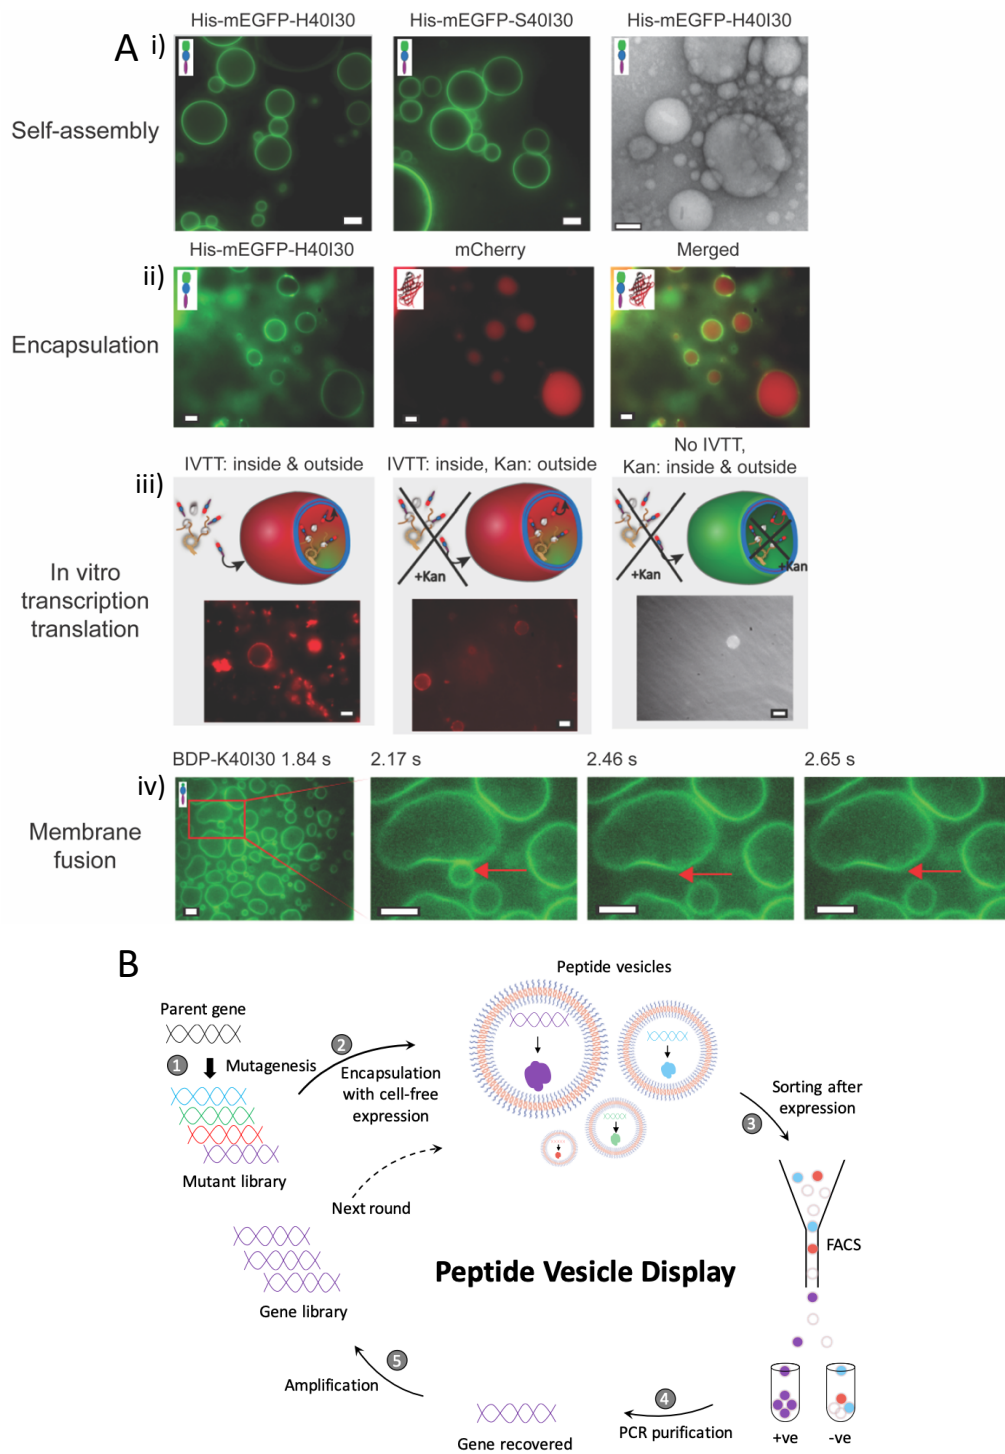 A
i)
His-mEGFP-H40I30
His-mEGFP-S40I30
His-mEGFP-H40I30
Self-assembly
ii)
His-mEGFP-H40I30
mCherry
Merged
Encapsulation
iii)
IVTT: inside & outside
IVTT: inside, Kan: outside
No IVTT,
Kan: inside & outside
+Kan
+Kan
+Kan
In vitro
transcription
translation
iv)
BDP-K40I30 1.84 s
2.17 s
2.46 s
2.65 s
Membrane
fusion
B
Peptide vesicles
Parent gene
1
Mutagenesis
2
Encapsulation
with cell-free
expression
Mutant library
Sorting after
expression
3
Next round
FACS
Peptide Vesicle Display
Gene library
5
Amplification
4
PCR purification
Gene recovered
+ve
-ve